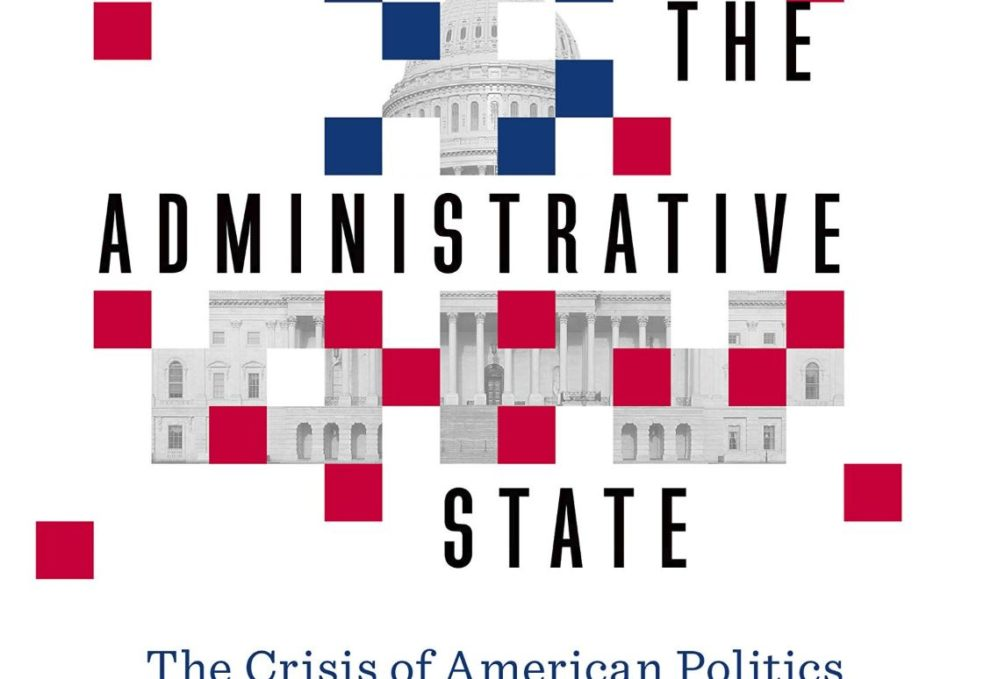 THE
ADMINISTRATIVE
STATE
The Crisis of American Politics